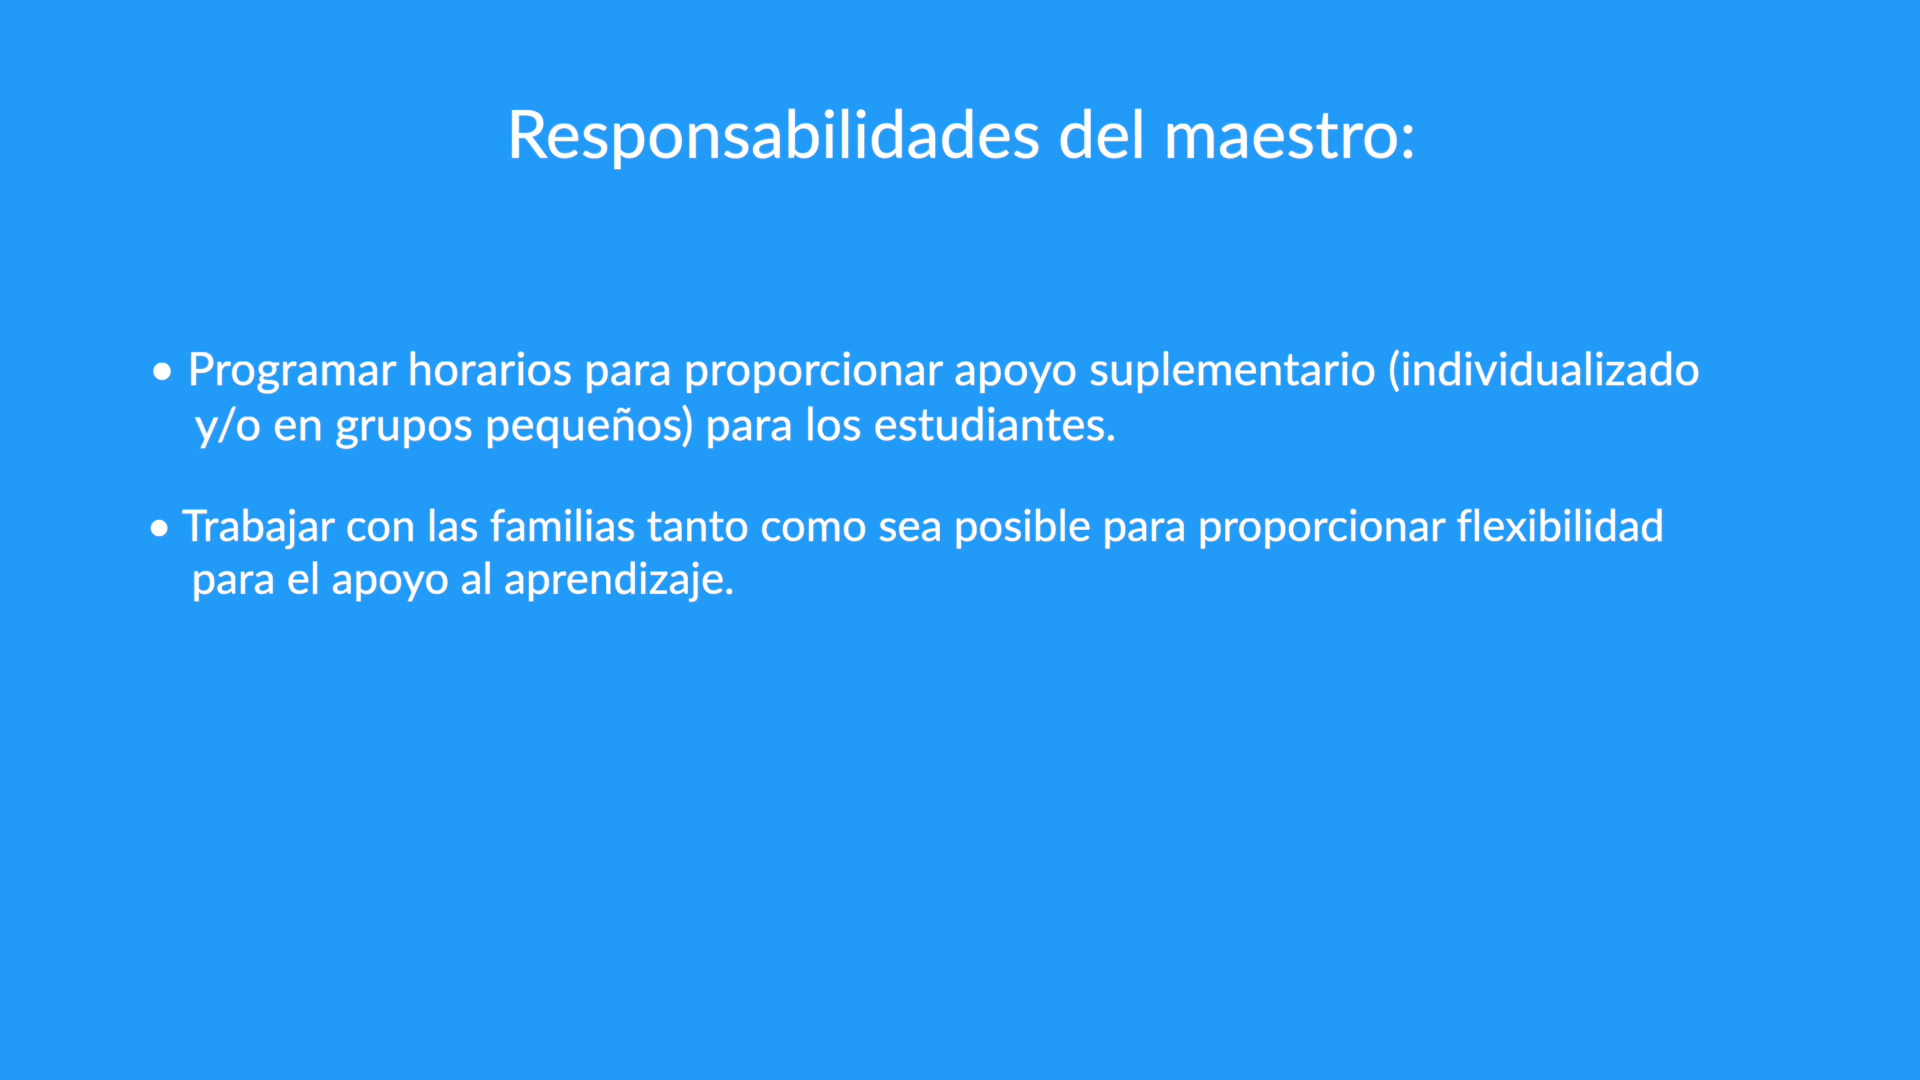 Responsabilidades del maestro:
• Programar horarios para proporcionar apoyo suplementario (individualizado
y/o en grupos pequeños) para los estudiantes.
• Trabajar con las familias tanto como sea posible para proporcionar flexibilidad
para el apoyo al aprendizaje.